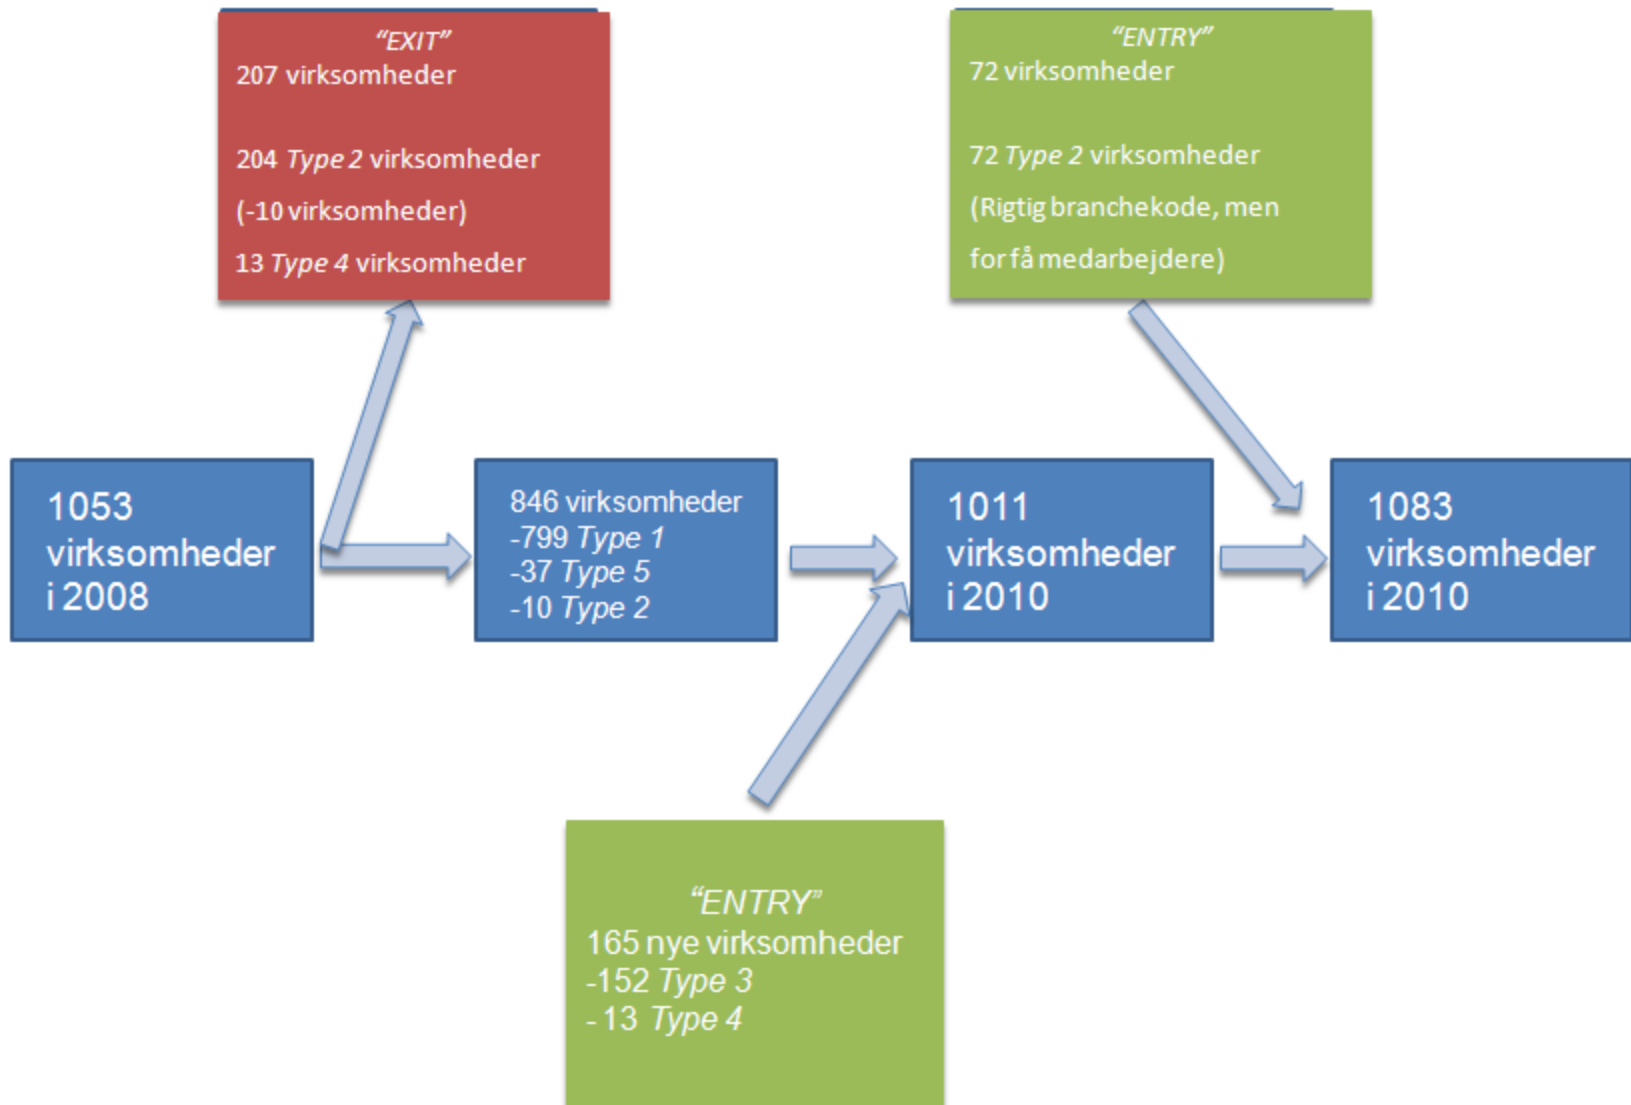 “EXIT”
207 virksomheder
204 Type 2 virksomheder
(-10 virksomheder)
13 Type 4 virksomheder
“ENTRY”
72 virksomheder
72 Type 2 virksomheder
(Rigtig branchekode, men
for få medarbejdere)
1053
virksomheder
i 2008
846 virksomheder
-799 Type 1
-37 Type 5
-10 Type 2
1011
virksomheder
i 2010
1083
virksomheder
i 2010
“ENTRY”
165 nye virksomheder
-152 Type 3
- 13 Type 4